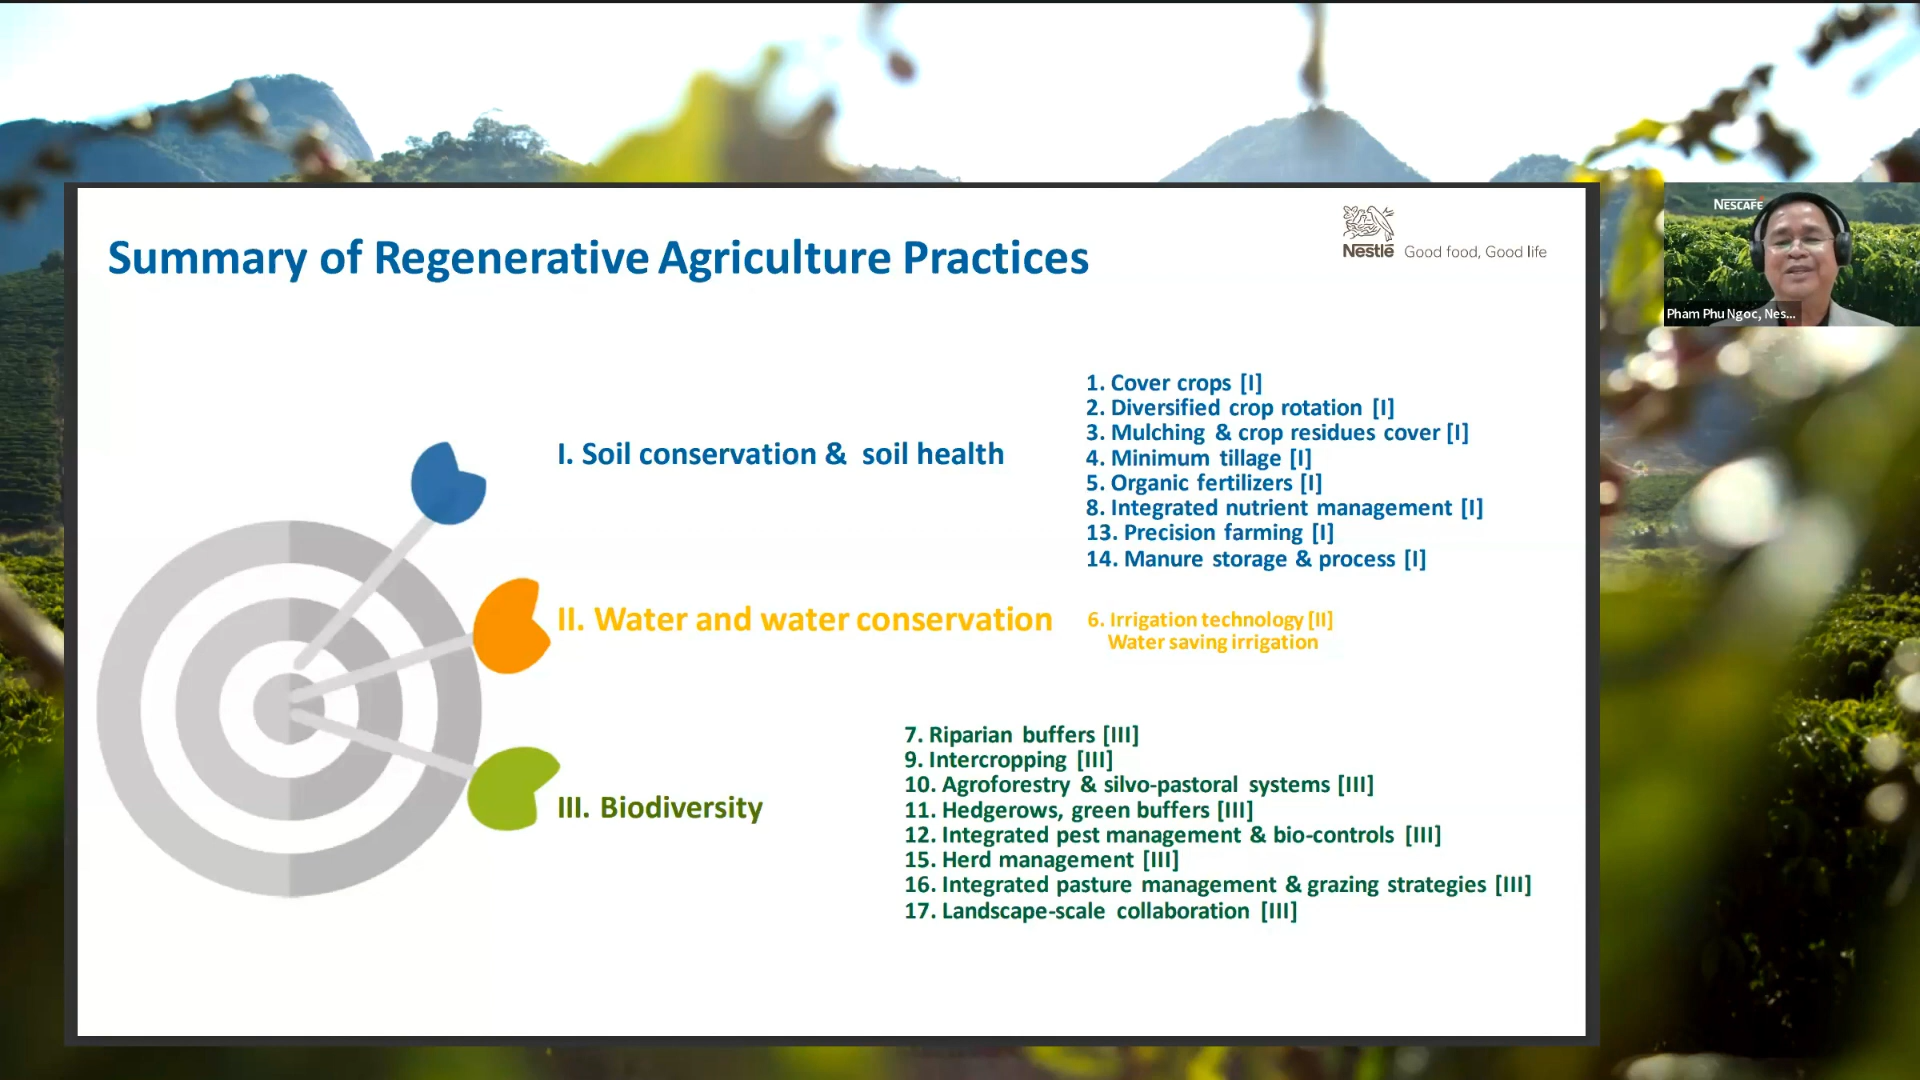 Summary of Regenerative Agriculture Practices
Nestlé Good food, Good life
NESCAFÉ
Pham Phu Ngoc, Nes...
I. Soil conservation & soil health
1. Cover crops [I]
2. Diversified crop rotation [I]
3. Mulching & crop residues cover [I]
4. Minimum tillage [I]
5. Organic fertilizers [I]
8. Integrated nutrient management [I]
13. Precision farming [I]
14. Manure storage & process [I]
II. Water and water conservation
6. Irrigation technology [II]
Water saving irrigation
III. Biodiversity
7. Riparian buffers [III]
9. Intercropping [III]
10. Agroforestry & silvo-pastoral systems [III]
11. Hedgerows, green buffers [III]
12. Integrated pest management & bio-controls [III]
15. Herd management [III]
16. Integrated pasture management & grazing strategies [III]
17. Landscape-scale collaboration [III]